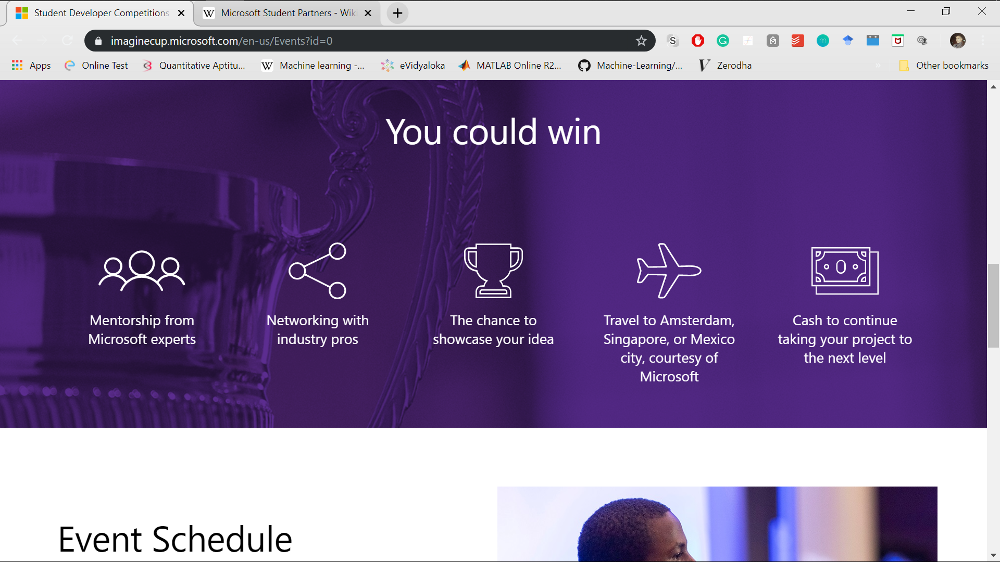 Student Developer Competitions
Microsoft Student Partners - Wiki
imaginecup.microsoft.com/en-us/Events?id=0
Apps
Online Test
Quantitative Aptitu...
Machine learning -...
eVidyaloka
MATLAB Online R2...
Machine-Learning/...
Zerodha
Other bookmarks
You could win
Mentorship from
Microsoft experts
Networking with
industry pros
The chance to
showcase your idea
Travel to Amsterdam,
Singapore, or Mexico
city, courtesy of
Microsoft
Cash to continue
taking your project to
the next level
Event Schedule